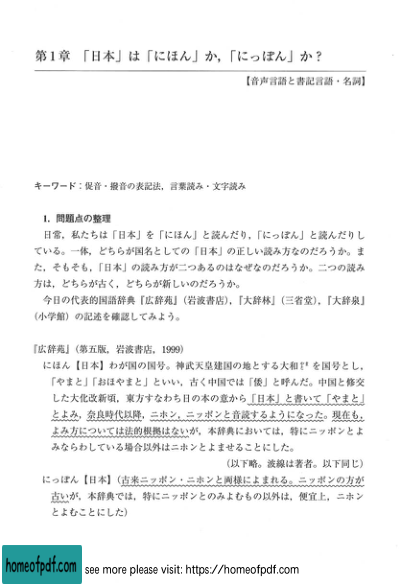 第1章 「日本」は「にほん」か,「にっぽん」か?
【音声言語と書記言語・名詞】
キーワード:促音・撥音の表記法,言葉読み・文字読み
1. 問題点の整理
日常,私たちは「日本」を「にほん」と読んだり,「にっぽん」と読んだりし
ている。一体,どちらが国名としての「日本」の正しい読み方なのだろうか。ま
た,そもそも,「日本」の読み方が二つあるのはなぜなのだろうか。二つの読み
方は,どちらが古く,どちらが新しいのだろうか。
今日の代表的国語辞典『広辞苑』(岩波書店),『大辞林』(三省堂),『大辞泉』
(小学館)の記述を確認してみよう。
『広辞苑』(第五版,岩波書店,1999)
にほん【日本】わが国の国号。神武天皇建国の地とする大和を国号とし,
「やまと」「おほやまと」といい,古く中国では「倭」と呼んだ。中国と修交
した大化改新頃,東方すなわち日の本の意から「日本」と書いて「やまと」
とよみ,奈良時代以降,ニホン,ニッポンと音読するようになった。現在も,
よみ方については法的根拠はないが,本辞典においては,特にニッポンとよ
みならわしている場合以外はニホンとよませることにした。
(以下略。波線は著者。以下同じ)
にっぽん【日本】(古来ニッポン・ニホンと両様によまれる。ニッポンの方が
古いが,本辞典では,特にニッポンとのみよむもの以外は,便宜上,ニホン
とよむことにした)
homeofpdf.com
homeofpdf.com
see more please visit: https://homeofpdf.com